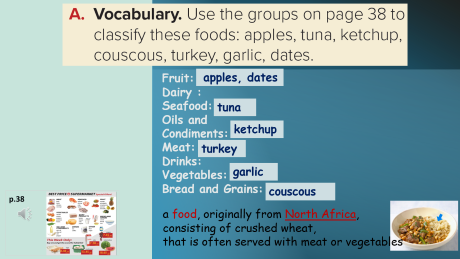 A. Vocabulary. Use the groups on page 38 to
classify these foods: apples, tuna, ketchup,
couscous, turkey, garlic, dates.
Fruit: apples, dates
Dairy :
Seafood: tuna
Oils and
Condiments: ketchup
Meat: turkey
Drinks:
Vegetables: garlic
Bread and Grains: couscous
p.38
a food, originally from North Africa,
consisting of crushed wheat,
that is often served with meat or vegetables